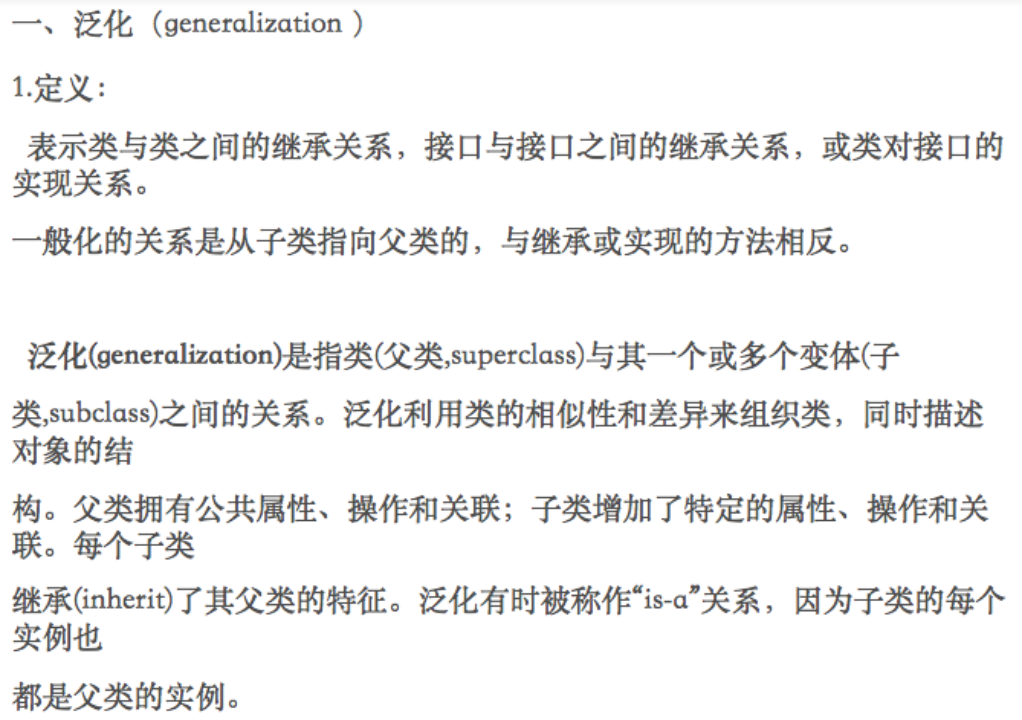 一、泛化（generalization ）
1.定义：
表示类与类之间的继承关系，接口与接口之间的继承关系，或类对接口的
实现关系。
一般化的关系是从子类指向父类的，与继承或实现的方法相反。
泛化(generalization)是指类(父类,superclass)与其一个或多个变体(子
类,subclass)之间的关系。泛化利用类的相似性和差异来组织类，同时描述
对象的结
构。父类拥有公共属性、操作和关联；子类增加了特定的属性、操作和关
联。每个子类
继承(inherit)了其父类的特征。泛化有时被称作“is-a”关系，因为子类的每个
实例也
都是父类的实例。